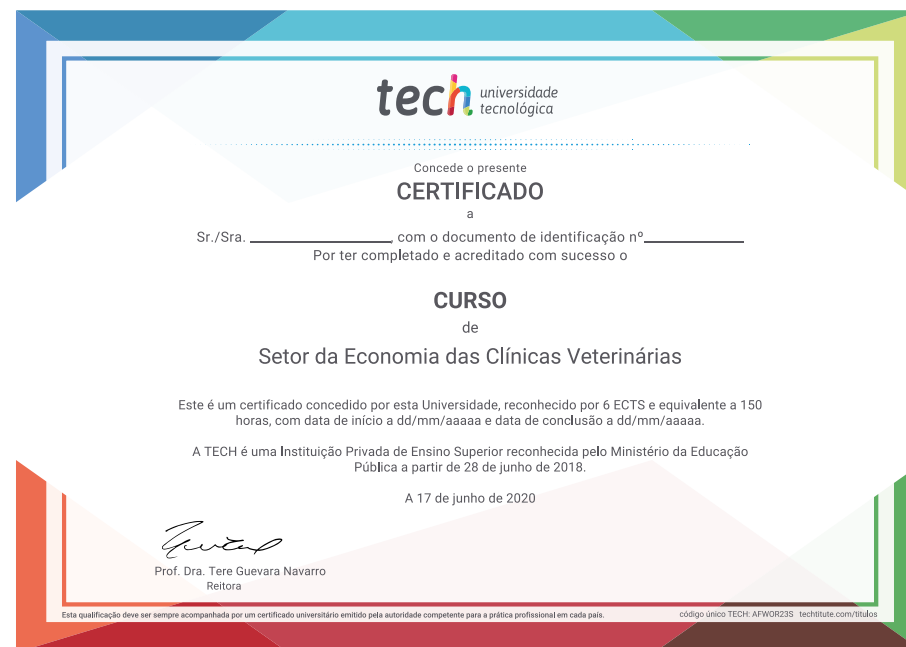 tech universidade
tecnológica
Concede o presente
CERTIFICADO
a
Sr./Sra. ________________, com o documento de identificação nº____________
Por ter completado e acreditado com sucesso o
CURSO
de
Setor da Economia das Clínicas Veterinárias
Este é um certificado concedido por esta Universidade, reconhecido por 6 ECTS e equivalente a 150
horas, com data de início a dd/mm/aaaaa e data de conclusão a dd/mm/aaaaa.
A TECH é uma Instituição Privada de Ensino Superior reconhecida pelo Ministério da Educação
Pública a partir de 28 de junho de 2018.
A 17 de junho de 2020
Prof. Dra. Tere Guevara Navarro
Reitora
Esta qualificação deve ser sempre acompanhada por um certificado universitário emitido pela autoridade competente para a prática profissional em cada país. código único TECH: AFWOR23S techtitute.com/titulos